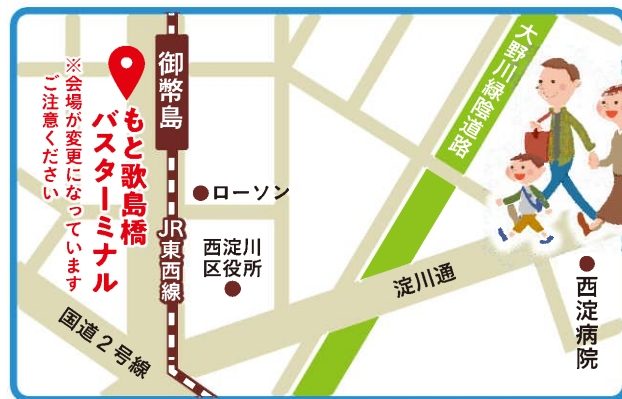 もと歌島橋
バスターミナル
※会場が変更になっています
ご注意ください
御幣島
JR東西線
ローソン
西淀川
区役所
国道2号線
淀川通
大野川緑陰道路
西淀病院